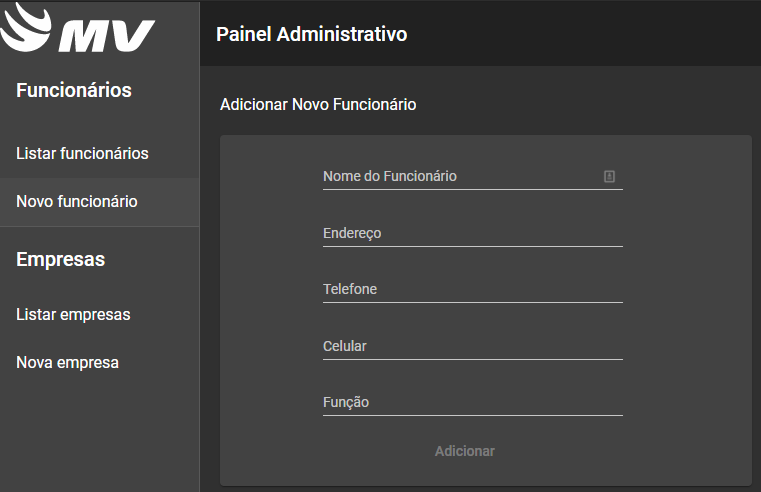 MV
Painel Administrativo
Funcionários
Listar funcionários
Novo funcionário
Empresas
Listar empresas
Nova empresa
Adicionar Novo Funcionário
Nome do Funcionário
Endereço
Telefone
Celular
Função
Adicionar